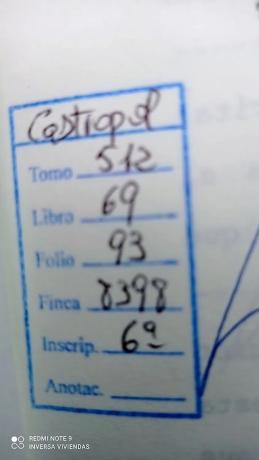 Castropol
Tomo 512
Libro 69
Folio 93
Finca 8398
Inscrip. 6ª
Anotac.
REDMI NOTE 9
INVERSA VIVIENDAS